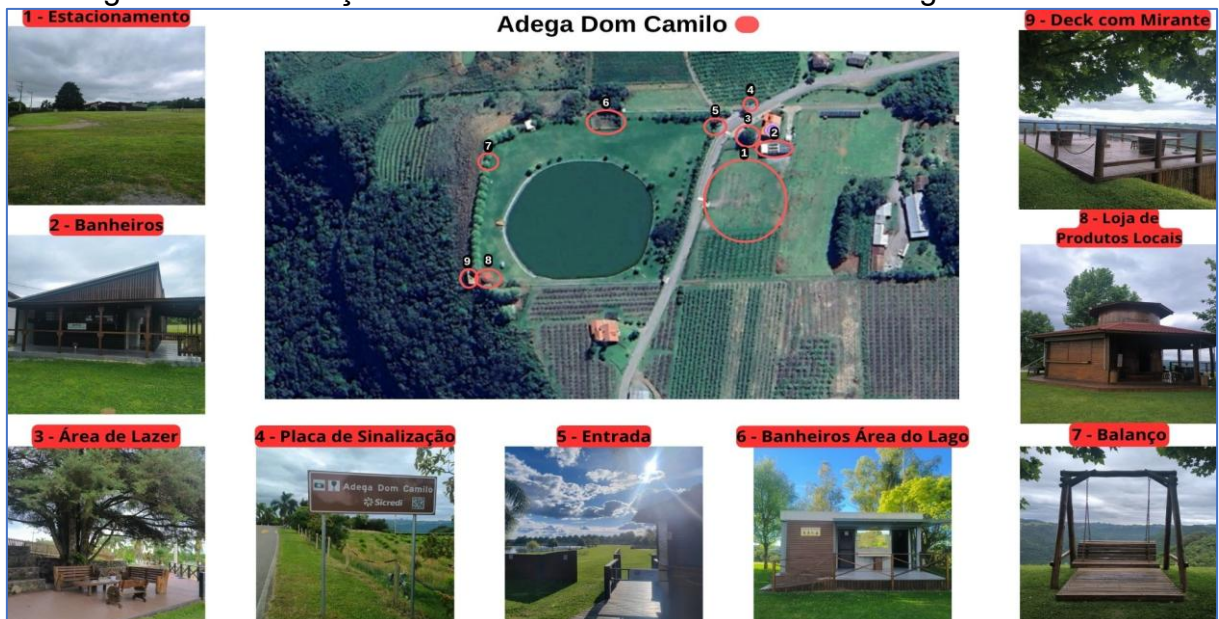 1 - Estacionamento
Adega Dom Camilo
9 - Deck com Mirante
6
5
4
3
2
7
1
9
8
2 - Banheiros
8 - Loja de
Produtos Locais
3 - Área de Lazer
4 - Placa de Sinalização
5 - Entrada
6 - Banheiros Área do Lago
7 - Balanço
Adega Dom Camilo
Sicredi